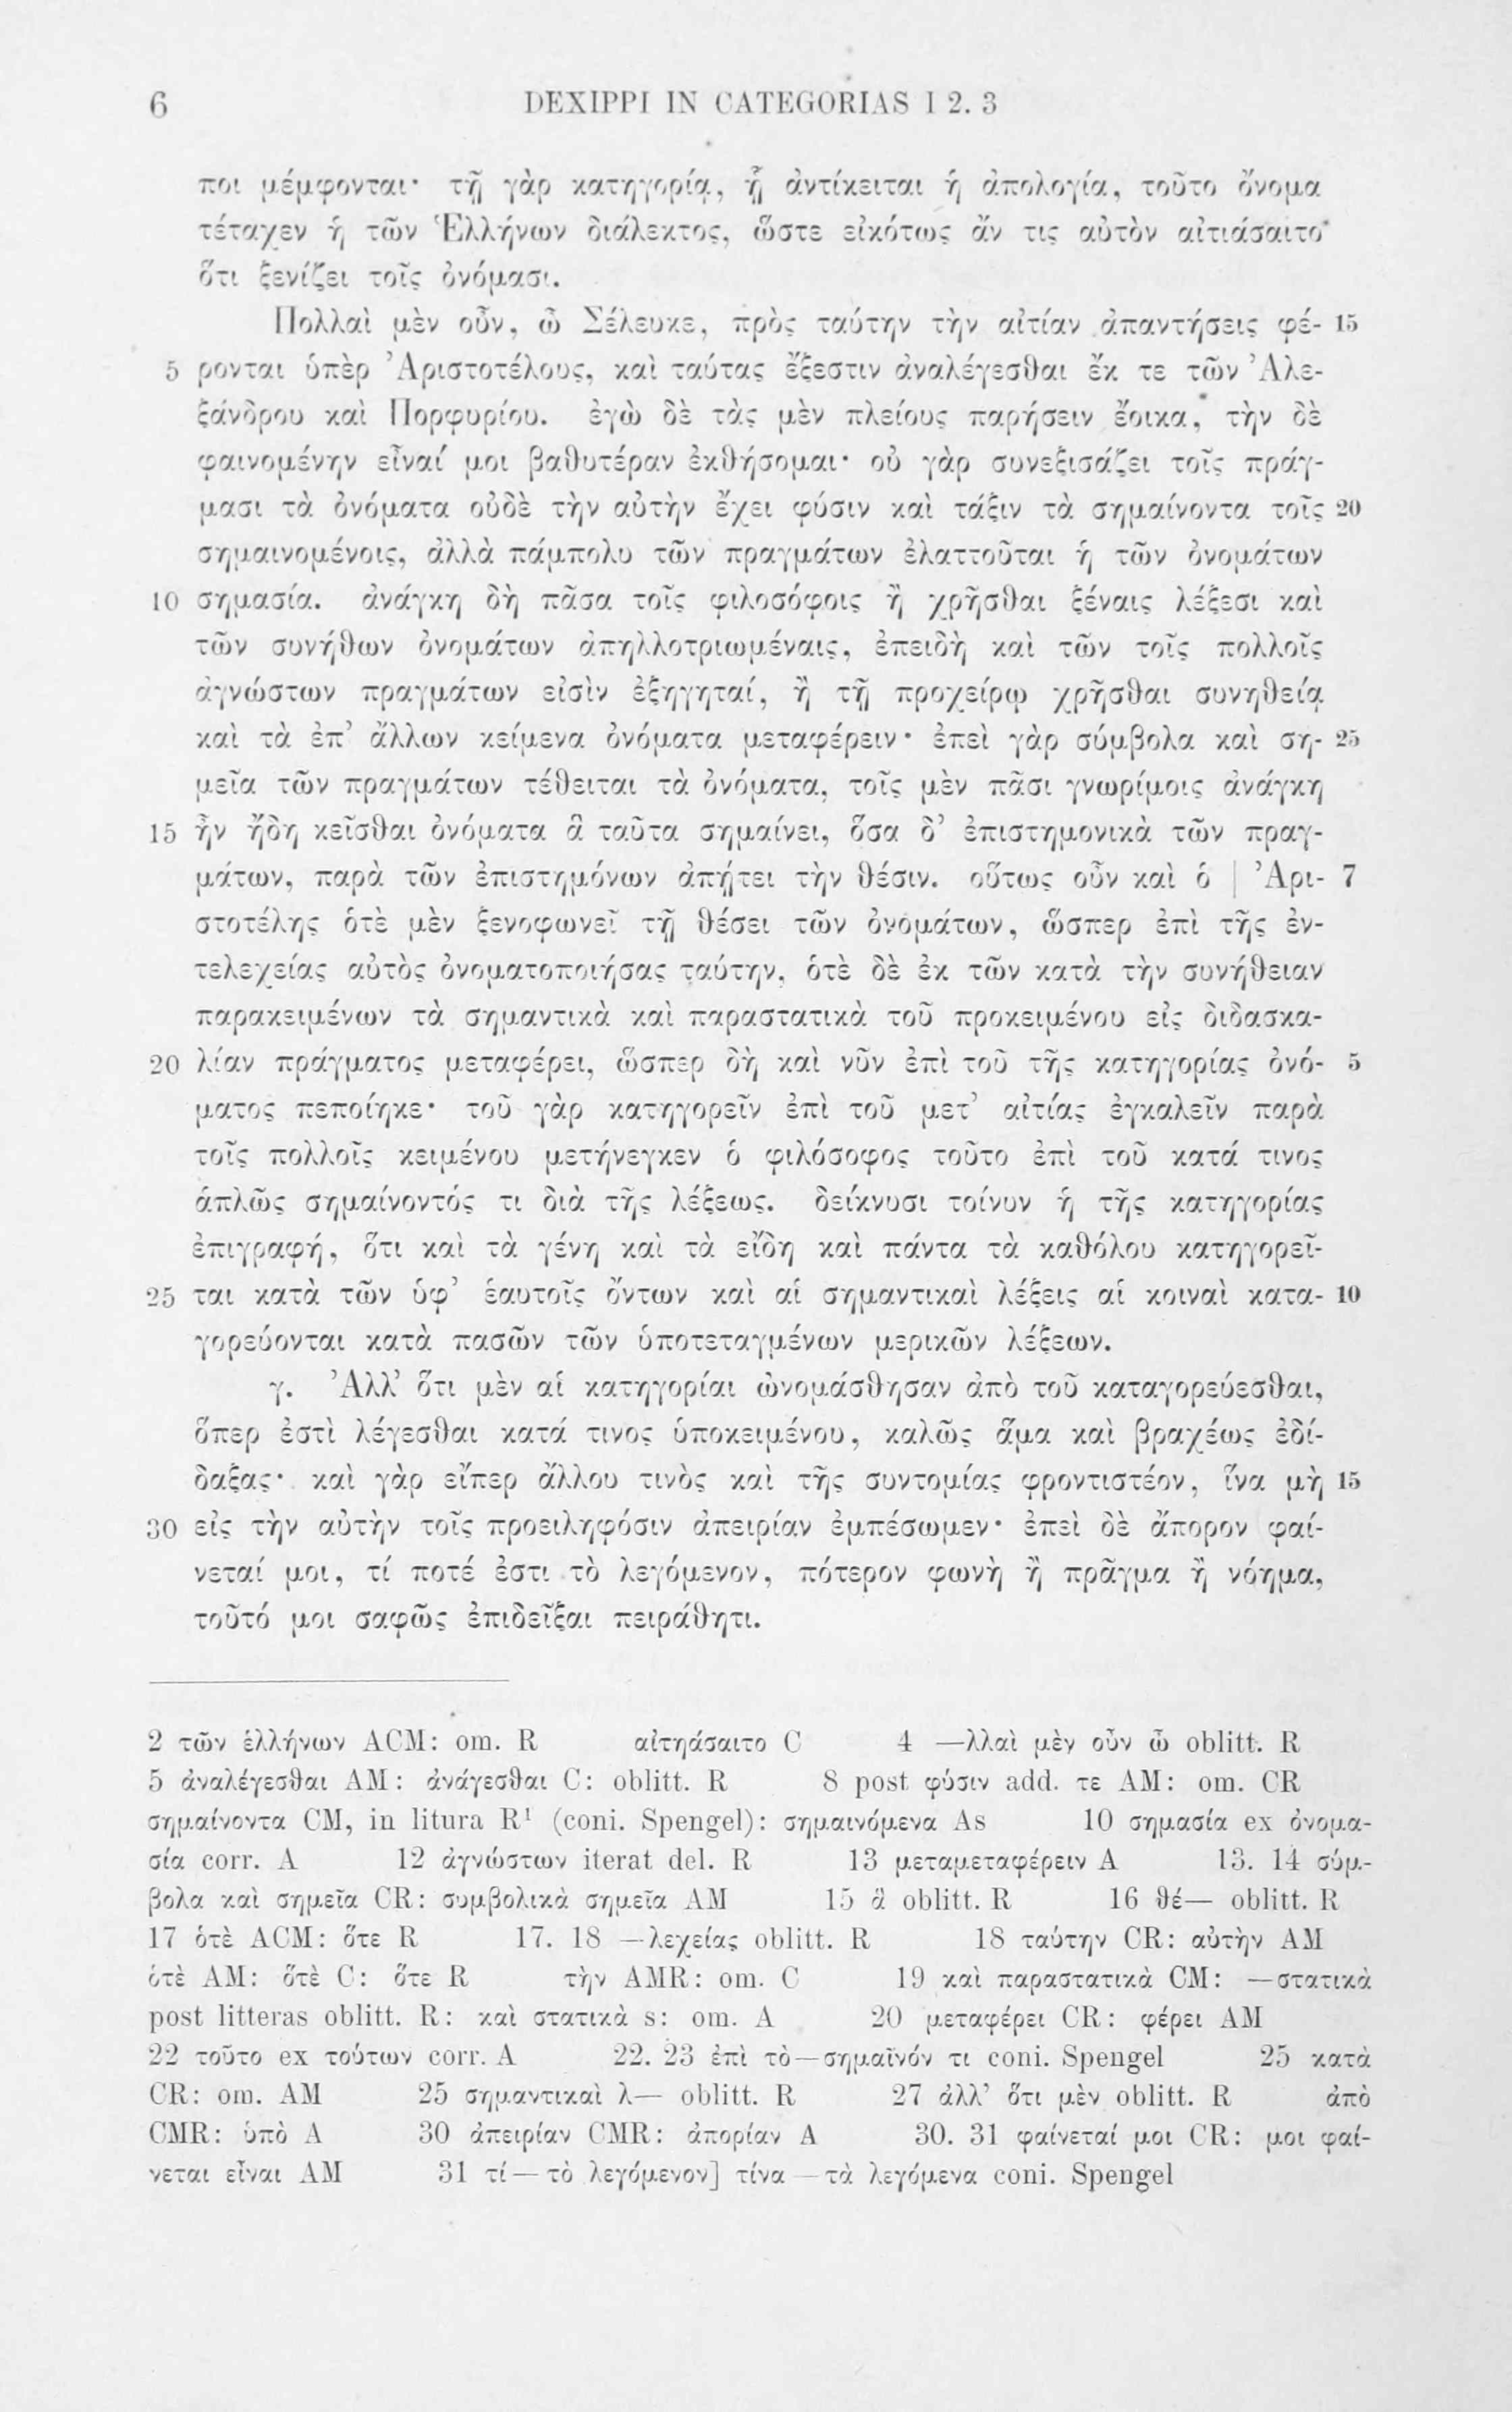 6 DEXIPPI IN CATEGORIAS I 2. 3
ποι μέμφονται· τῇ γὰρ κατηγορίᾳ, ᾗ ἀντίκειται ἡ ἀπολογία, τοῦτο ὄνομα
τέταχεν ἡ τῶν Ἑλλήνων διάλεκτος, ὥστε εἰκότως ἄν τις αὐτὸν αἰτιάσαιτο
ὅτι ξενίζει τοῖς ὀνόμασι.
Πολλαὶ μὲν οὖν, ὦ Σέλευκε, πρὸς ταύτην τὴν αἰτίαν ἀπαντήσεις φέ- 15
5 ρονται ὑπὲρ Ἀριστοτέλους, καὶ ταύτας ἔξεστιν ἀναλέγεσθαι ἔκ τε τῶν Ἀλε-
ξάνδρου καὶ Πορφυρίου. ἐγὼ δὲ τὰς μὲν πλείους παρήσειν ἔοικα, τὴν δὲ
φαινομένην εἶναί μοι βαθυτέραν ἐκθήσομαι· οὐ γὰρ συνεξισάζει τοῖς πράγ-
μασι τὰ ὀνόματα οὐδὲ τὴν αὐτὴν ἔχει φύσιν καὶ τάξιν τὰ σημαίνοντα τοῖς 20
σημαινομένοις, ἀλλὰ πάμπολυ τῶν πραγμάτων ἐλαττοῦται ἡ τῶν ὀνομάτων
10 σημασία. ἀνάγκη δὴ πᾶσα τοῖς φιλοσόφοις ἢ χρῆσθαι ξέναις λέξεσι καὶ
τῶν συνήθων ὀνομάτων ἀπηλλοτριωμέναις, ἐπειδὴ καὶ τῶν τοῖς πολλοῖς
ἀγνώστων πραγμάτων εἰσὶν ἐξηγηταί, ἢ τῇ προχείρῳ χρῆσθαι συνηθείᾳ
καὶ τὰ ἐπ’ ἄλλων κείμενα ὀνόματα μεταφέρειν· ἐπεὶ γὰρ σύμβολα καὶ ση- 25
μεῖα τῶν πραγμάτων τέθειται τὰ ὀνόματα, τοῖς μὲν πᾶσι γνωρίμοις ἀνάγκη
15 ἦν ἤδη κεῖσθαι ὀνόματα ἃ ταῦτα σημαίνει, ὅσα δ’ ἐπιστημονικὰ τῶν πραγ-
μάτων, παρὰ τῶν ἐπιστημόνων ἀπῄτει τὴν θέσιν. οὕτως οὖν καὶ ὁ | Ἀρι- 7
στοτέλης ὁτὲ μὲν ξενοφωνεῖ τῇ θέσει τῶν ὀνομάτων, ὥσπερ ἐπὶ τῆς ἐν-
τελεχείας αὐτὸς ὀνοματοποιήσας ταύτην, ὁτὲ δὲ ἐκ τῶν κατὰ τὴν συνήθειαν
παρακειμένων τὰ σημαντικὰ καὶ παραστατικὰ τοῦ προκειμένου εἰς διδασκα-
20 λίαν πράγματος μεταφέρει, ὥσπερ δὴ καὶ νῦν ἐπὶ τοῦ τῆς κατηγορίας ὀνό- 5
ματος πεποίηκε· τοῦ γὰρ κατηγορεῖν ἐπὶ τοῦ μετ’ αἰτίας ἐγκαλεῖν παρὰ
τοῖς πολλοῖς κειμένου μετήνεγκεν ὁ φιλόσοφος τοῦτο ἐπὶ τοῦ κατά τινος
ἁπλῶς σημαίνοντός τι διὰ τῆς λέξεως. δείκνυσι τοίνυν ἡ τῆς κατηγορίας
ἐπιγραφή, ὅτι καὶ τὰ γένη καὶ τὰ εἴδη καὶ πάντα τὰ καθόλου κατηγορεῖ-
25 ται κατὰ τῶν ὑφ’ ἑαυτοῖς ὄντων καὶ αἱ σημαντικαὶ λέξεις αἱ κοιναὶ κατα- 10
γορεύονται κατὰ πασῶν τῶν ὑποτεταγμένων μερικῶν λέξεων.
γ. Ἀλλ’ ὅτι μὲν αἱ κατηγορίαι ὠνομάσθησαν ἀπὸ τοῦ καταγορεύεσθαι,
ὅπερ ἐστὶ λέγεσθαι κατά τινος ὑποκειμένου, καλῶς ἅμα καὶ βραχέως ἐδί-
δαξας· καὶ γὰρ εἴπερ ἄλλου τινὸς καὶ τῆς συντομίας φροντιστέον, ἵνα μὴ 15
30 εἰς τὴν αὐτὴν τοῖς προειληφόσιν ἀπειρίαν ἐμπέσωμεν· ἐπεὶ δὲ ἄπορον φαί-
νεταί μοι, τί ποτέ ἐστι τὸ λεγόμενον, πότερον φωνὴ ἢ πρᾶγμα ἢ νόημα,
τοῦτό μοι σαφῶς ἐπιδεῖξαι πειράθητι.
2 τῶν ἑλλήνων ACM: om. R αἰτηάσαιτο C 4 —λλαὶ μὲν οὖν ὦ oblitt. R
5 ἀναλέγεσθαι AM: ἀνάγεσθαι C: oblitt. R 8 post φύσιν add. τε AM: om. CR
σημαίνοντα CM, in litura R¹ (coni. Spengel): σημαινόμενα As 10 σημασία ex ὀνομα-
σία corr. A 12 ἀγνώστων iterat del. R 13 μεταμεταφέρειν A 13. 14 σύμ-
βολα καὶ σημεῖα CR: συμβολικὰ σημεῖα AM 15 ἃ oblitt. R 16 θέ— oblitt. R
17 ὁτὲ ACM: ὅτε R 17. 18 —λεχείας oblitt. R 18 ταύτην CR: αὐτὴν AM
ὁτὲ AM: ὅτὲ C: ὅτε R τὴν AMR: om. C 19 καὶ παραστατικὰ CM: —στατικὰ
post litteras oblitt. R: καὶ στατικὰ s: om. A 20 μεταφέρει CR: φέρει AM
22 τοῦτο ex τούτων corr. A 22. 23 ἐπὶ τὸ—σημαῖνόν τι coni. Spengel 25 κατὰ
CR: om. AM 25 σημαντικαὶ λ— oblitt. R 27 ἀλλ’ ὅτι μὲν oblitt. R ἀπὸ
CMR: ὑπὸ A 30 ἀπειρίαν CMR: ἀπορίαν A 30. 31 φαίνεταί μοι CR: μοι φαί-
νεται εἶναι AM 31 τί—τὸ λεγόμενον] τίνα—τὰ λεγόμενα coni. Spengel